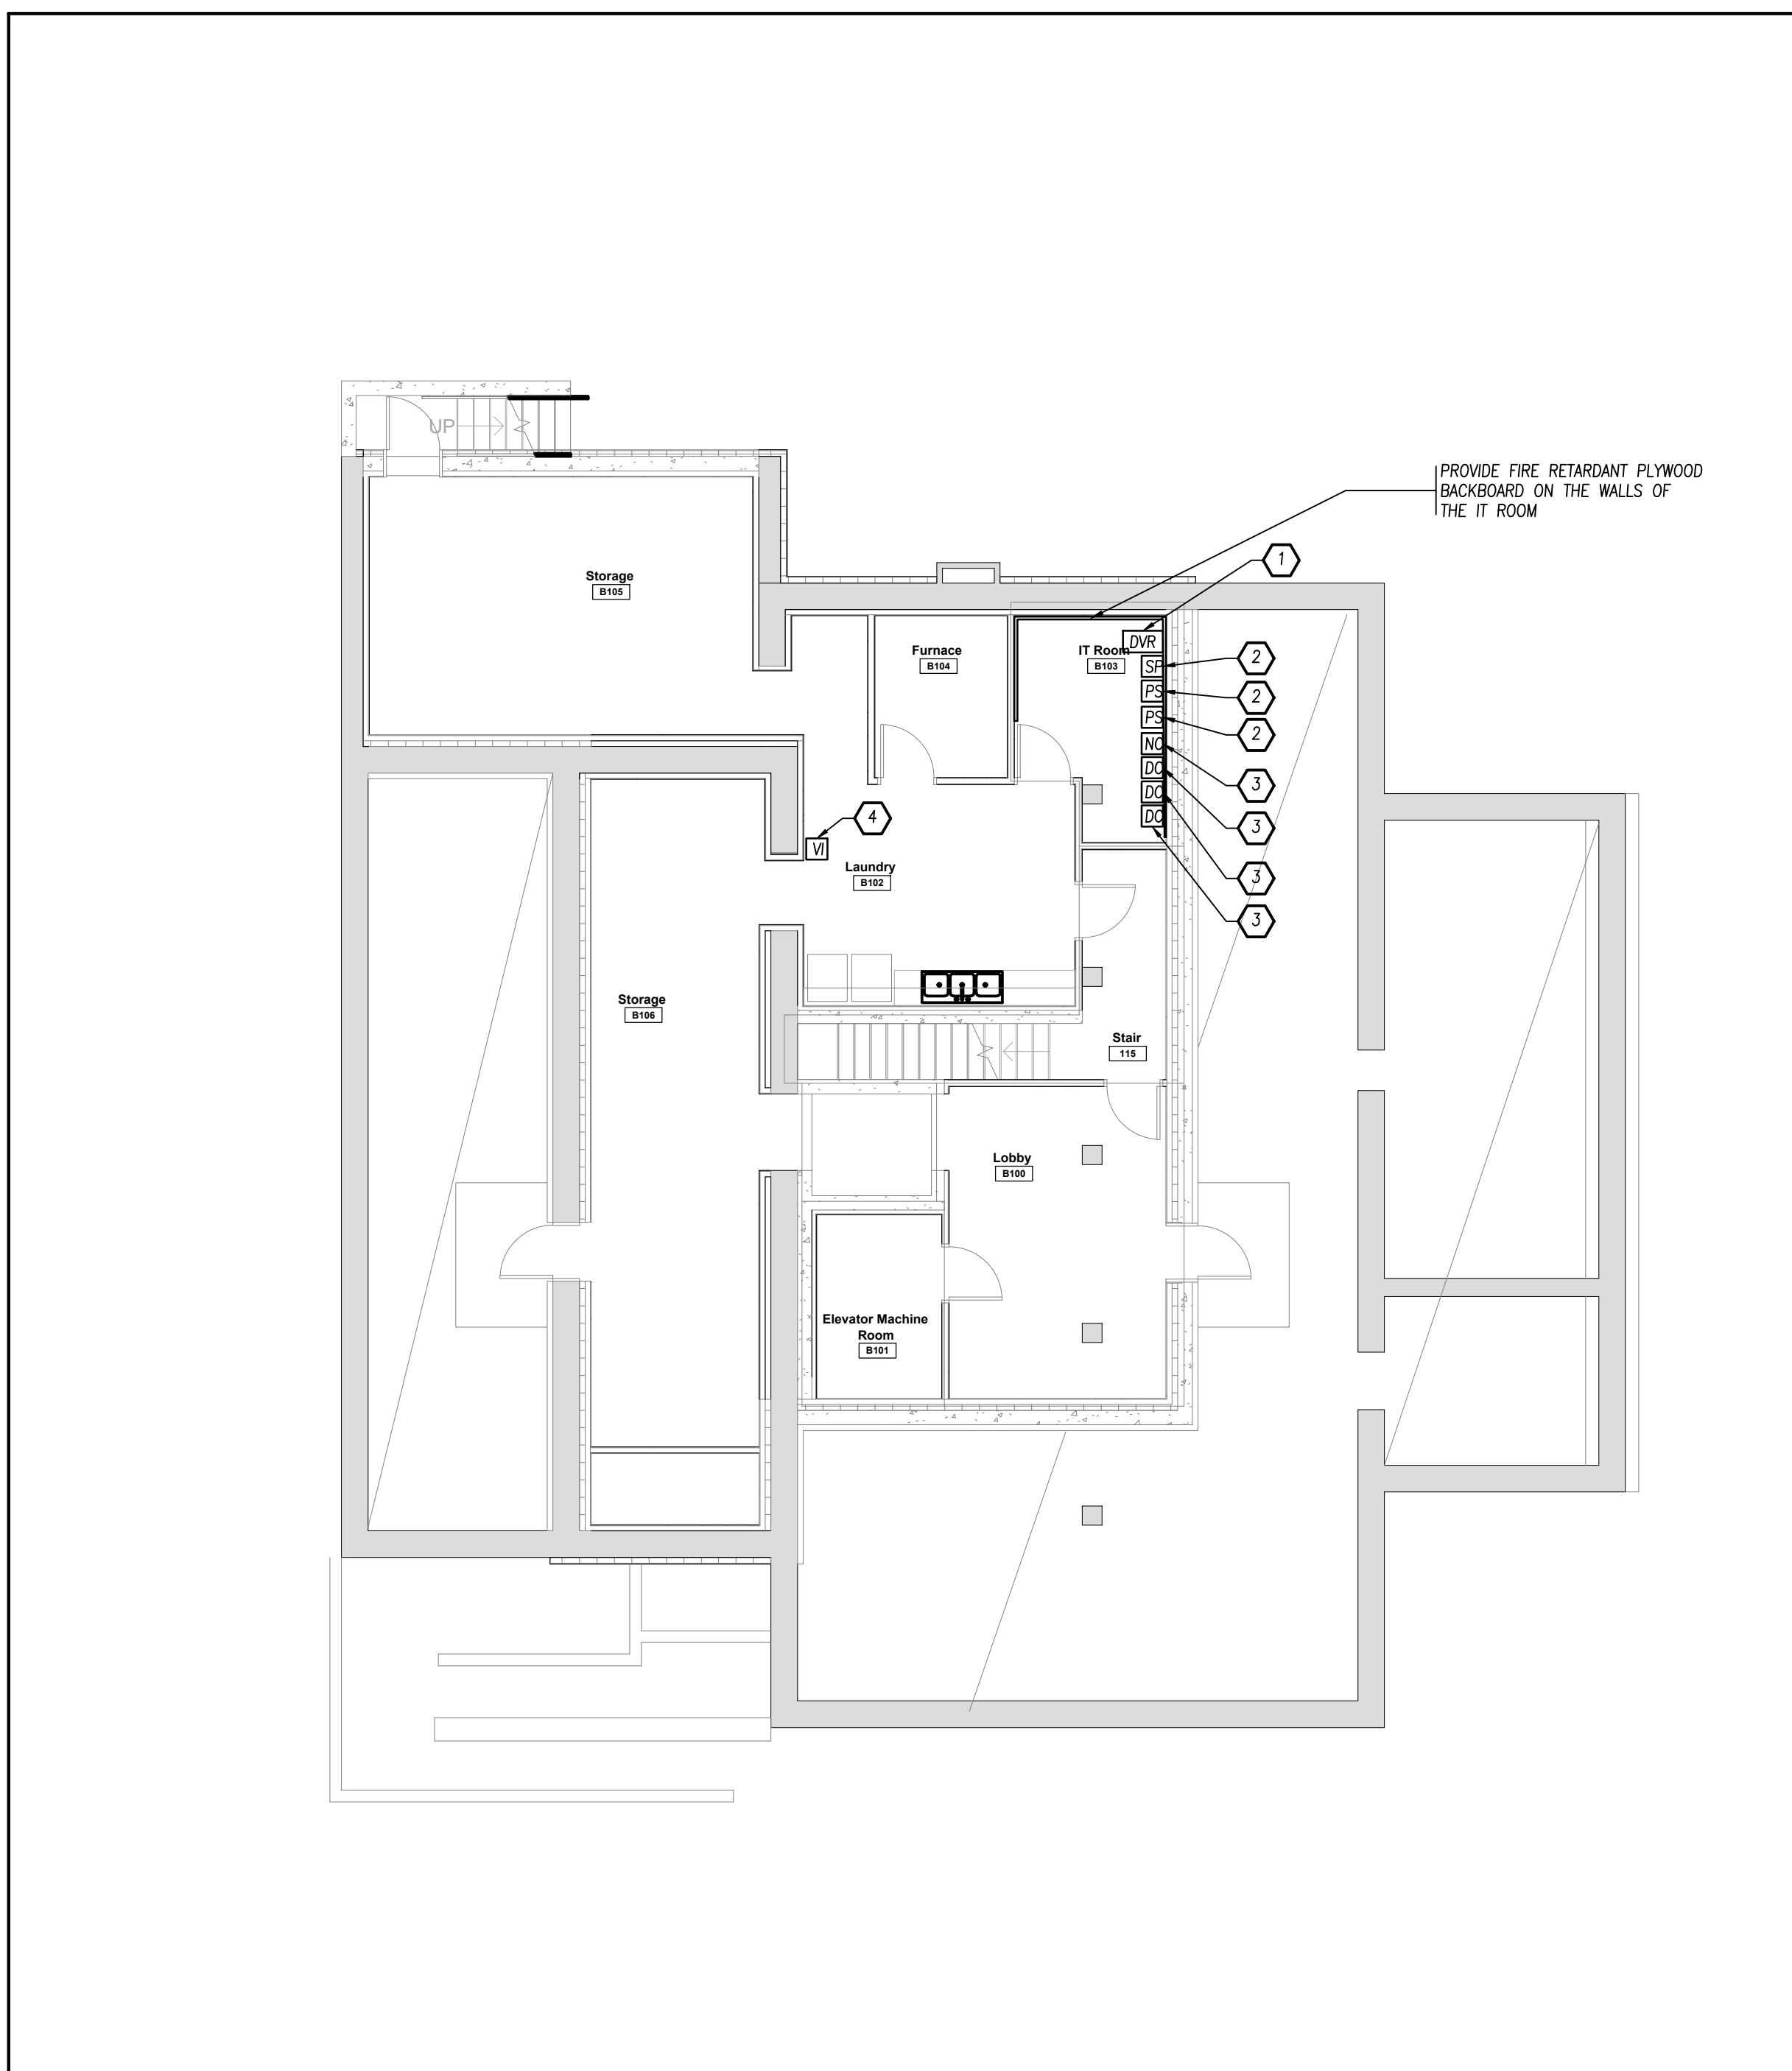 UP
PROVIDE FIRE RETARDANT PLYWOOD
BACKBOARD ON THE WALLS OF
THE IT ROOM
1
Storage
B105
Furnace
B104
IT Room
B103
DVR
SP
2
PS
2
PS
2
NC
3
DC
3
DC
3
DC
3
4
VI
Laundry
B102
Storage
B106
Stair
115
Lobby
B100
Elevator Machine
Room
B101